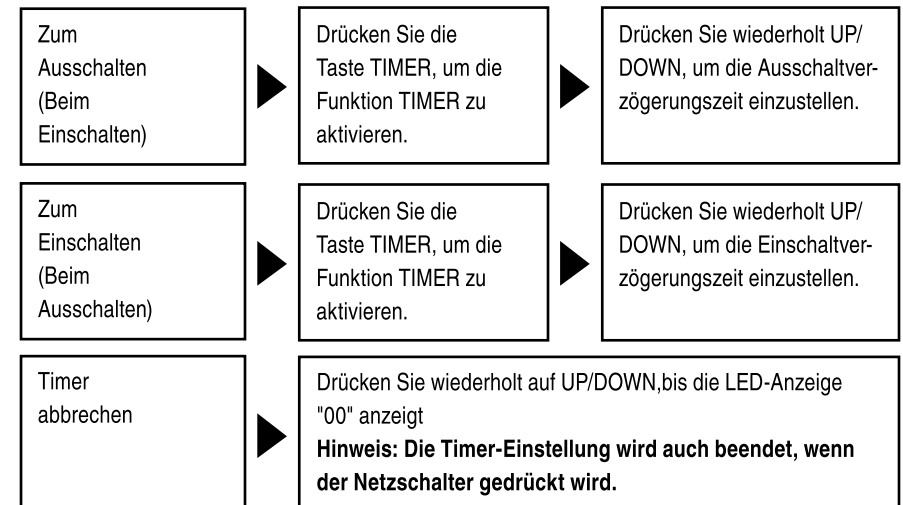 Zum
Ausschalten
(Beim
Einschalten)
Drücken Sie die
Taste TIMER, um die
Funktion TIMER zu
aktivieren.
Drücken Sie wiederholt UP/
DOWN, um die Ausschaltver-
zögerungszeit einzustellen.
Zum
Einschalten
(Beim
Ausschalten)
Drücken Sie die
Taste TIMER, um die
Funktion TIMER zu
aktivieren.
Drücken Sie wiederholt UP/
DOWN, um die Einschaltver-
zögerungszeit einzustellen.
Timer
abbrechen
Drücken Sie wiederholt auf UP/DOWN,bis die LED-Anzeige
"00" anzeigt
Hinweis: Die Timer-Einstellung wird auch beendet, wenn
der Netzschalter gedrückt wird.